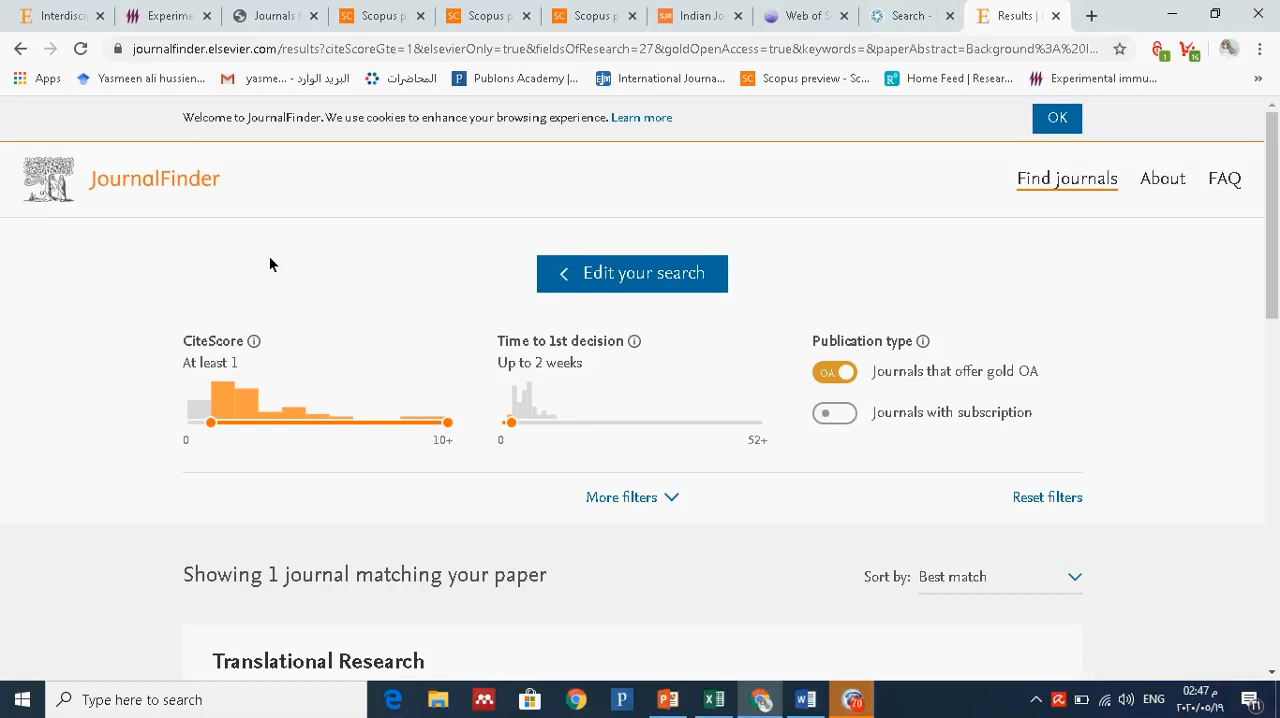 Interdisci
Experimer
Journals f
Scopus p
Scopus p
Scopus p
Indian Jo
Web of S
Search -
Results |
journalfinder.elsevier.com/results?citeScoreGte=1&elsevierOnly=true&fieldsOfResearch=27&goldOpenAccess=true&keywords=&paperAbstract=Background%3A%20I...
1
16
Apps
Yasmeen ali hussien...
البريد الوارد - yasme...
المحاضرات
Publons Academy |...
International Journa...
Scopus preview - Sc...
Home Feed | Resear...
Experimental immu...
»
Welcome to JournalFinder. We use cookies to enhance your browsing experience. Learn more
OK
JournalFinder
Find journals
About
FAQ
Edit your search
CiteScore
Time to 1st decision
Publication type
At least 1
Up to 2 weeks
OA
Journals that offer gold OA
Journals with subscription
0
10+
0
52+
More filters
Reset filters
Showing 1 journal matching your paper
Sort by: Best match
Translational Research
Type here to search
70
ENG
02:47 م
٢٠٢٠/٠٥/١٩